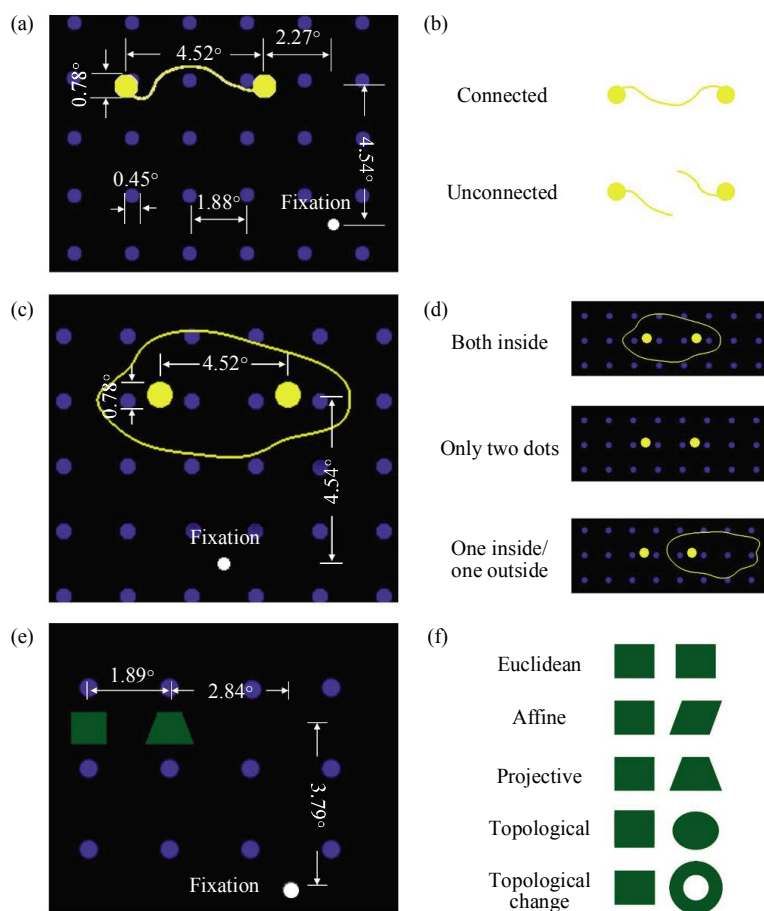 (a)
4.52°
2.27°
0.78°
4.54°
0.45°
1.88°
Fixation
(b)
Connected
Unconnected
(c)
4.52°
0.78°
4.54°
Fixation
(d)
Both inside
Only two dots
One inside/
one outside
(e)
1.89°
2.84°
3.79°
Fixation
(f)
Euclidean
Affine
Projective
Topological
Topological
change